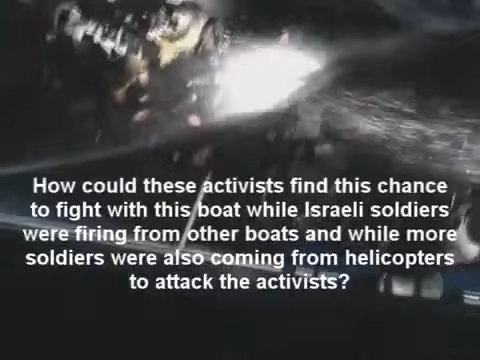 How could these activists find this chance
to fight with this boat while Israeli soldiers
were firing from other boats and while more
soldiers were also coming from helicopters
to attack the activists?